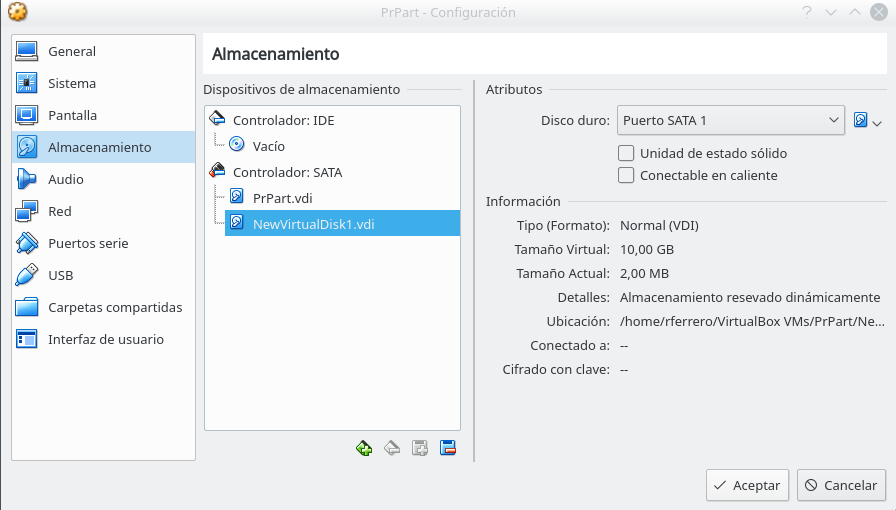 PrPart - Configuración
General
Sistema
Pantalla
Almacenamiento
Audio
Red
Puertos serie
USB
Carpetas compartidas
Interfaz de usuario
Almacenamiento
Dispositivos de almacenamiento
Controlador: IDE
Vacío
Controlador: SATA
PrPart.vdi
NewVirtualDisk1.vdi
Atributos
Disco duro: Puerto SATA 1
Unidad de estado sólido
Conectable en caliente
Información
Tipo (Formato): Normal (VDI)
Tamaño Virtual: 10,00 GB
Tamaño Actual: 2,00 MB
Detalles: Almacenamiento resevado dinámicamente
Ubicación: /home/rferrero/VirtualBox VMs/PrPart/Ne...
Conectado a: --
Cifrado con clave: --
Aceptar Cancelar